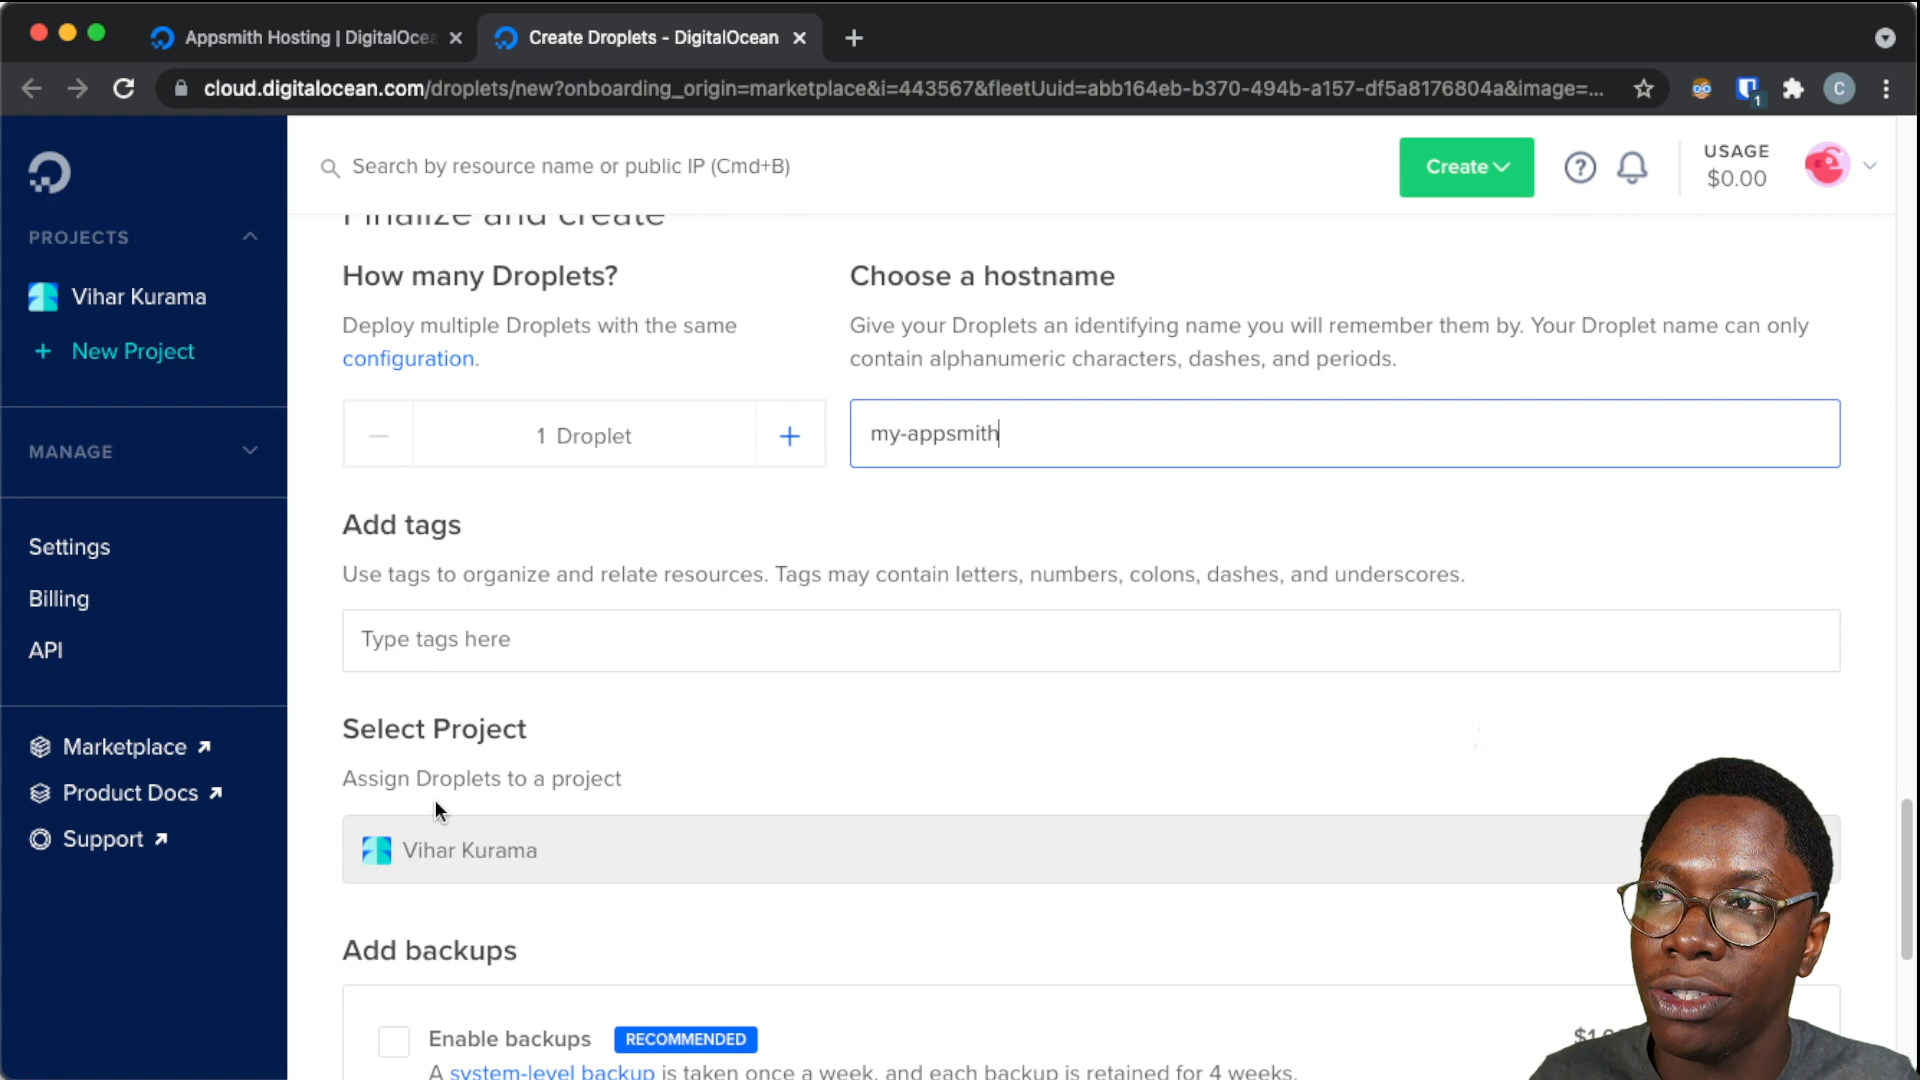 Appsmith Hosting | DigitalOcea
Create Droplets - DigitalOcean
cloud.digitalocean.com/droplets/new?onboarding_origin=marketplace&i=443567&fleetUuid=abb164eb-b370-494b-a157-df5a8176804a&image=...
1
C
Search by resource name or public IP (Cmd+B)
Create
?
USAGE
$0.00
PROJECTS
Vihar Kurama
+ New Project
MANAGE
Settings
Billing
API
Marketplace
Product Docs
Support
Finalize and create
How many Droplets?
Deploy multiple Droplets with the same
configuration.
1 Droplet
Choose a hostname
Give your Droplets an identifying name you will remember them by. Your Droplet name can only
contain alphanumeric characters, dashes, and periods.
my-appsmith
Add tags
Use tags to organize and relate resources. Tags may contain letters, numbers, colons, dashes, and underscores.
Type tags here
Select Project
Assign Droplets to a project
Vihar Kurama
Add backups
Enable backups RECOMMENDED
A system-level backup is taken once a week, and each backup is retained for 4 weeks.